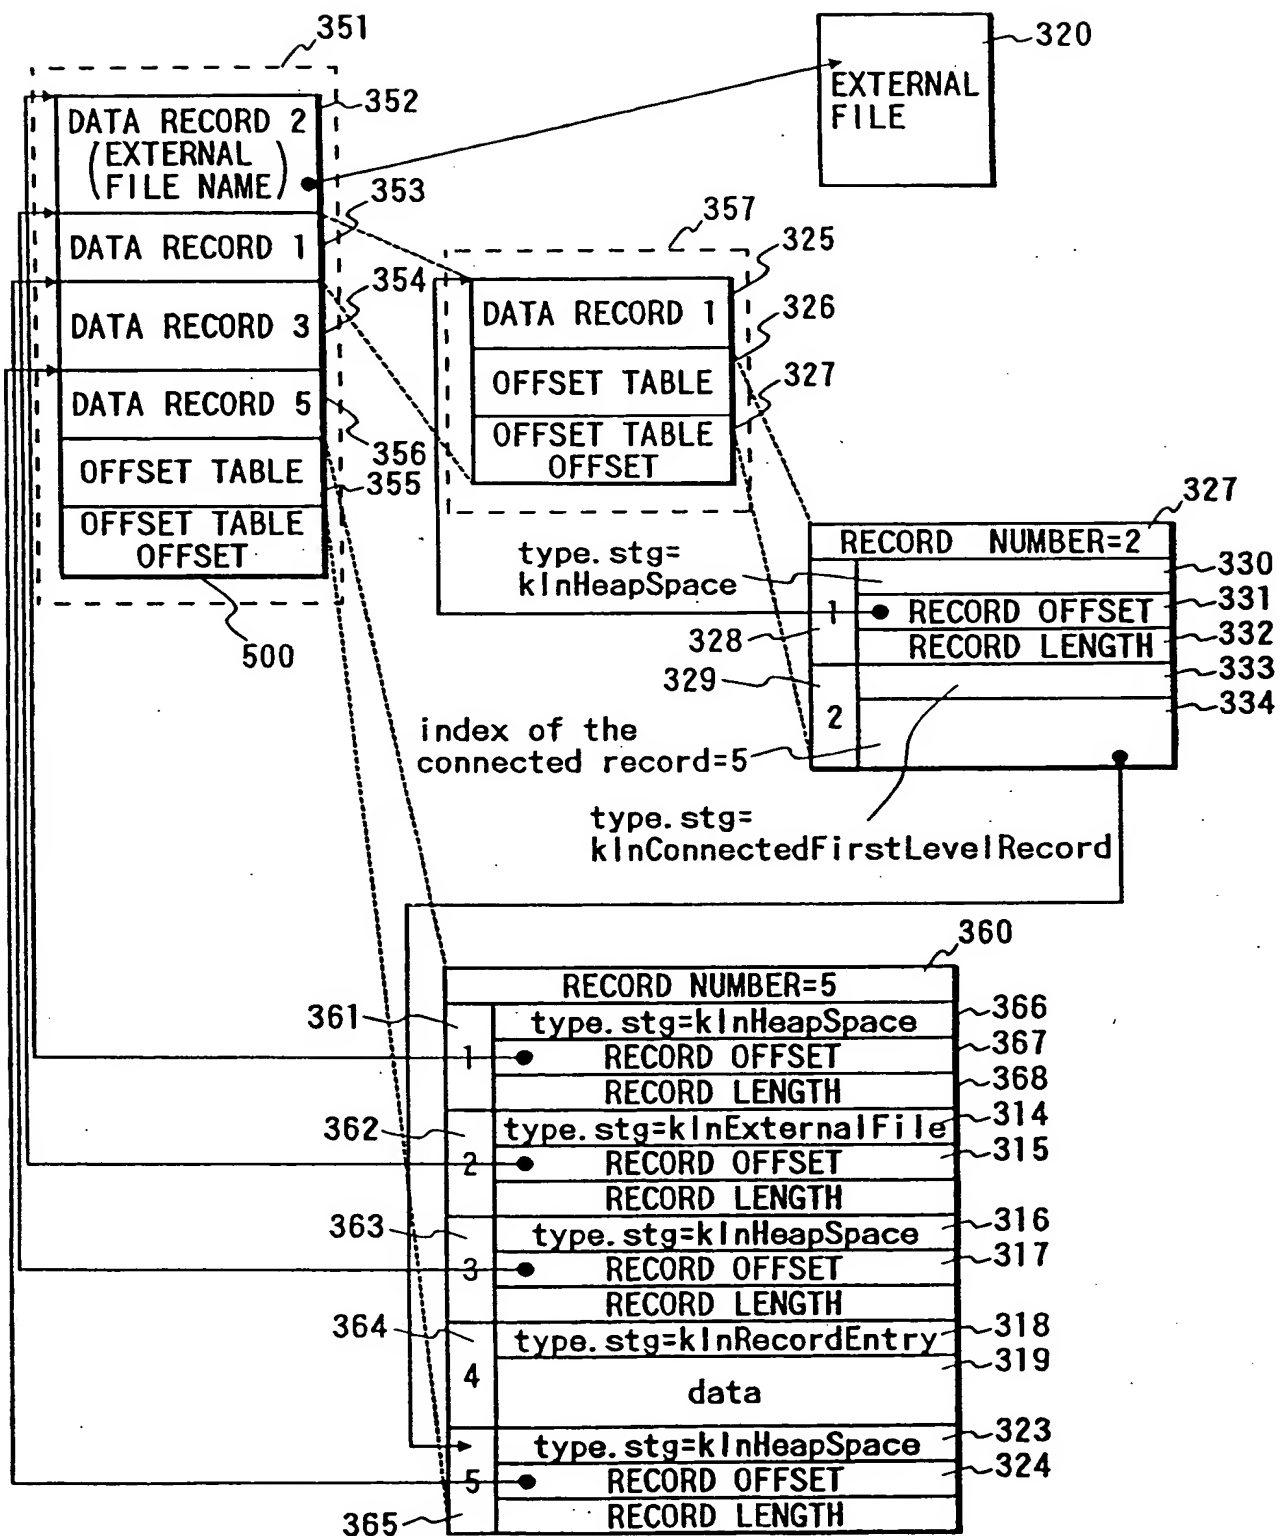 351
320
EXTERNAL
FILE
352
DATA RECORD 2
(EXTERNAL
FILE NAME)
353
DATA RECORD 1
354
DATA RECORD 3
DATA RECORD 5
356
OFFSET TABLE
355
OFFSET TABLE
OFFSET
500
357
325
DATA RECORD 1
326
OFFSET TABLE
327
OFFSET TABLE
OFFSET
327
RECORD NUMBER=2
type.stg=
kInHeapSpace
330
1
RECORD OFFSET
331
328
RECORD LENGTH
332
329
333
2
334
index of the
connected record=5
type.stg=
kInConnectedFirstLevelRecord
360
RECORD NUMBER=5
361
type.stg=kInHeapSpace
366
1
RECORD OFFSET
367
RECORD LENGTH
368
362
type.stg=kInExternalFile
314
2
RECORD OFFSET
315
RECORD LENGTH
363
type.stg=kInHeapSpace
316
3
RECORD OFFSET
317
RECORD LENGTH
364
type.stg=kInRecordEntry
318
4
319
data
type.stg=kInHeapSpace
323
5
RECORD OFFSET
324
365
RECORD LENGTH